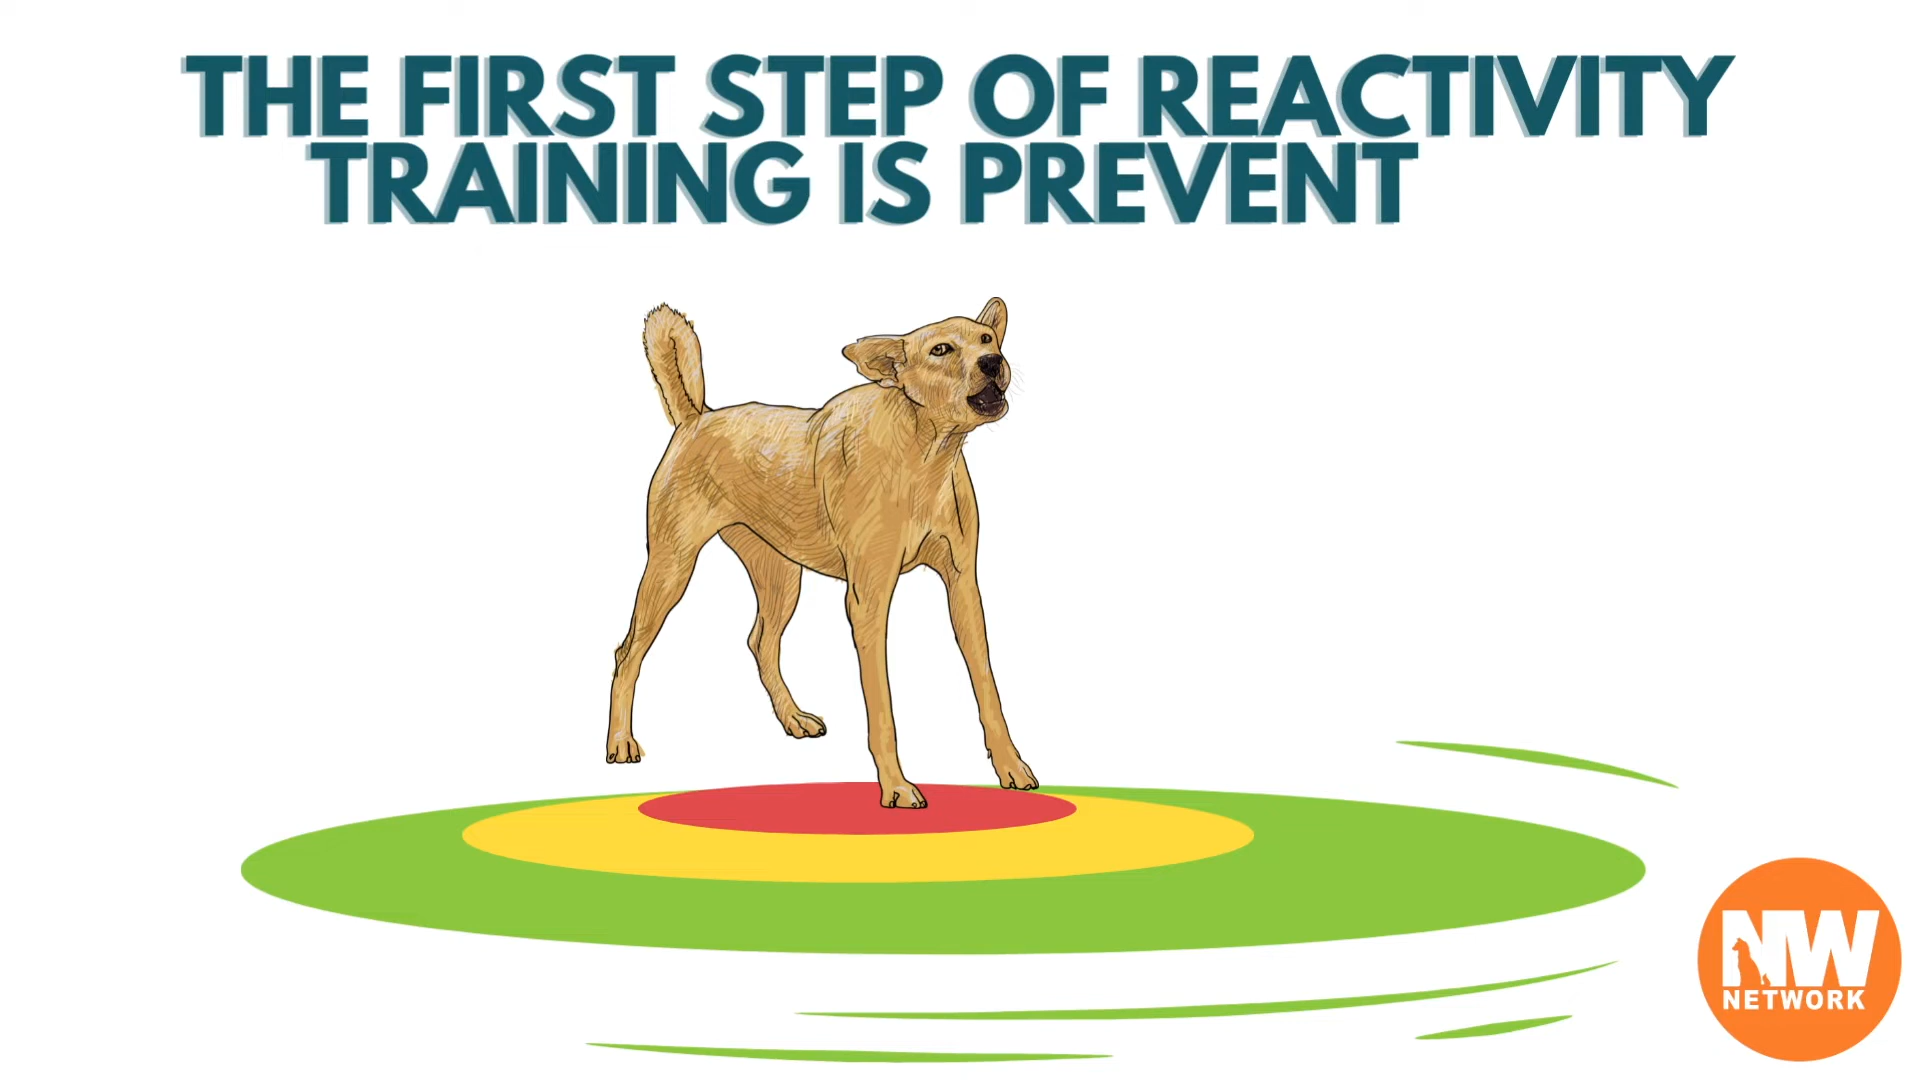 THE FIRST STEP OF REACTIVITY
TRAINING IS PREVENT
NW
NETWORK